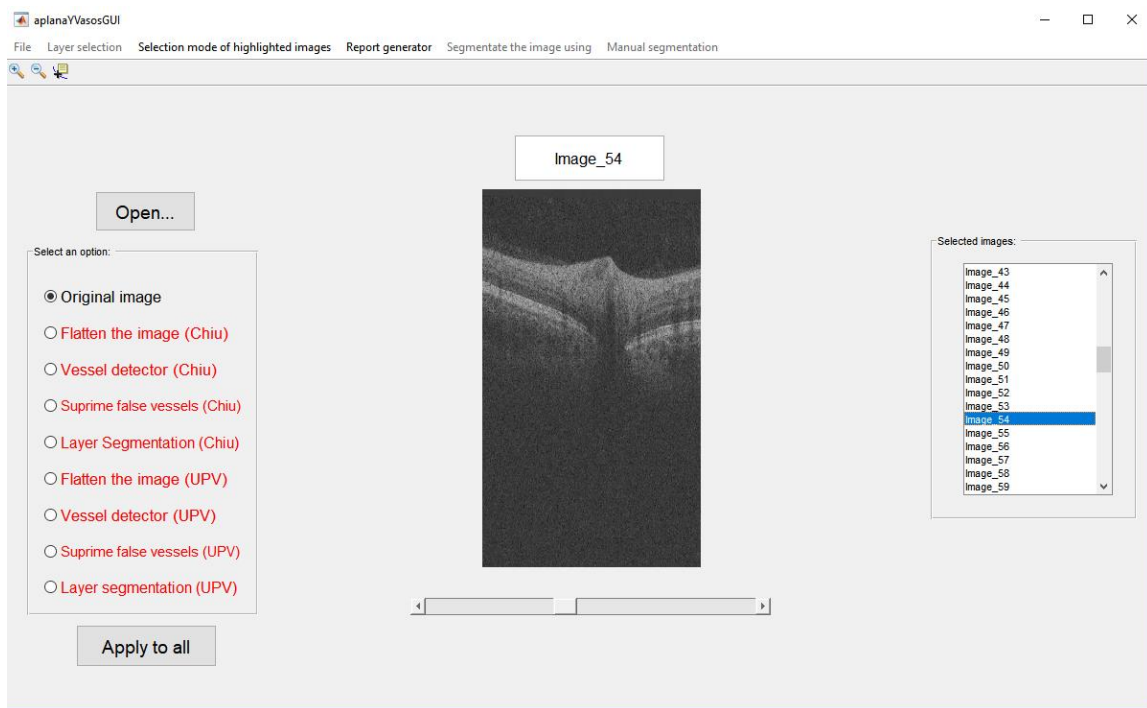 aplanaYVasosGUI
File Layer selection Selection mode of highlighted images Report generator Segmentate the image using Manual segmentation
Image_54
Open...
Select an option:
Original image
Flatten the image (Chiu)
Vessel detector (Chiu)
Suprime false vessels (Chiu)
Layer Segmentation (Chiu)
Flatten the image (UPV)
Vessel detector (UPV)
Suprime false vessels (UPV)
Layer segmentation (UPV)
Apply to all
Selected images:
Image_43
Image_44
Image_45
Image_46
Image_47
Image_48
Image_49
Image_50
Image_51
Image_52
Image_53
Image_54
Image_55
Image_56
Image_57
Image_58
Image_59